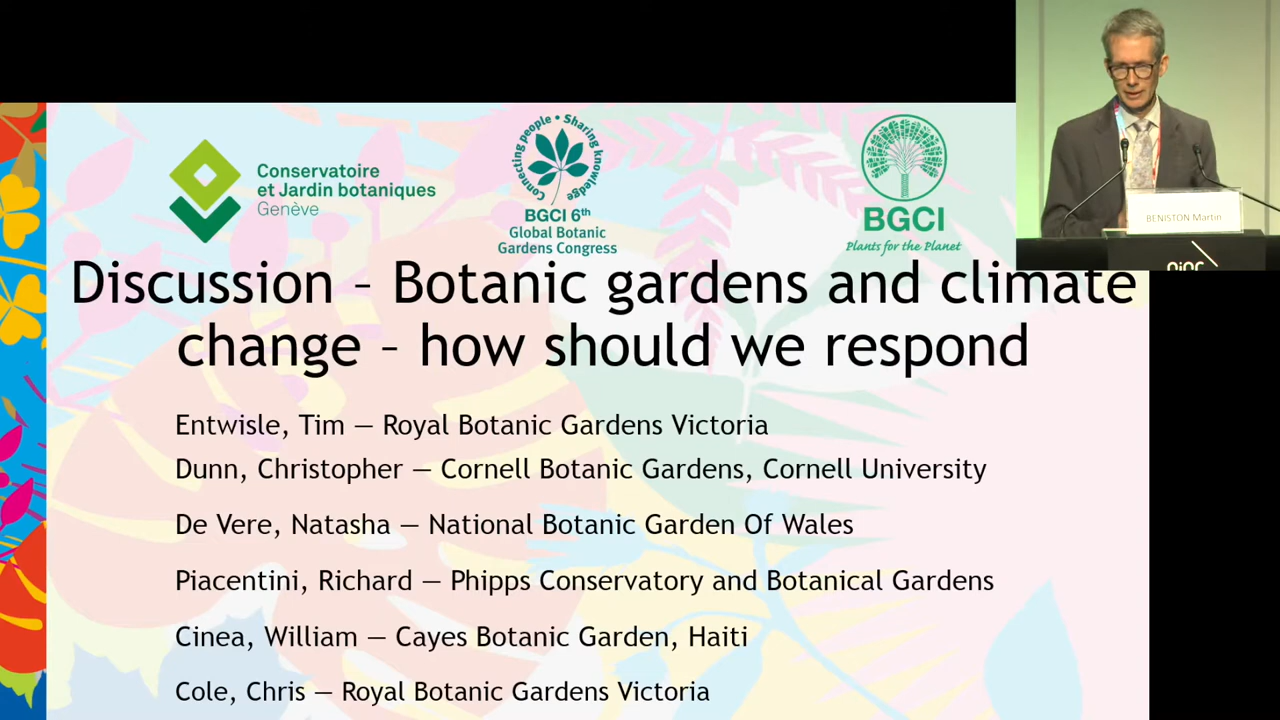 Conservatoire
et Jardin botaniques
Genève
Connecting people • Sharing knowledge
BGCI 6th
Global Botanic
Gardens Congress
BGCI
Plants for the Planet
BENISTON Martin
Discussion – Botanic gardens and climate
change – how should we respond
Entwisle, Tim — Royal Botanic Gardens Victoria
Dunn, Christopher — Cornell Botanic Gardens, Cornell University
De Vere, Natasha — National Botanic Garden Of Wales
Piacentini, Richard — Phipps Conservatory and Botanical Gardens
Cinea, William — Cayes Botanic Garden, Haiti
Cole, Chris — Royal Botanic Gardens Victoria